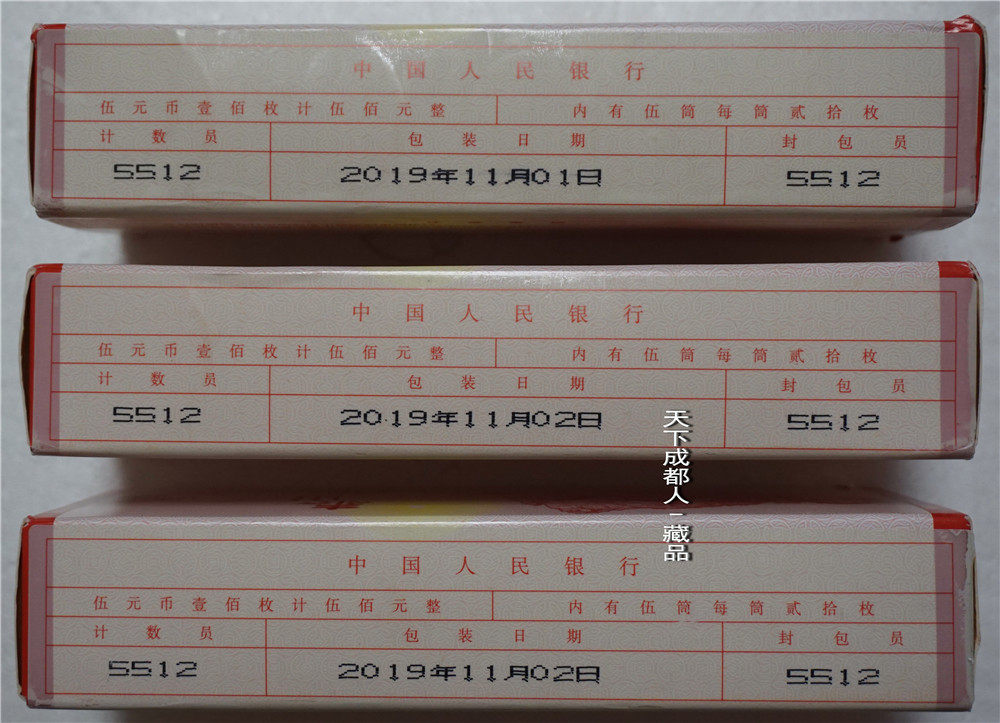 中国人民银行
伍元币壹佰枚计伍佰元整 内有伍筒每筒贰拾枚
计数员 包装日期 封包员
5512 2019年11月01日 5512
中国人民银行
伍元币壹佰枚计伍佰元整 内有伍筒每筒贰拾枚
计数员 包装日期 封包员
5512 2019年11月02日 5512
中国人民银行
伍元币壹佰枚计伍佰元整 内有伍筒每筒贰拾枚
计数员 包装日期 封包员
5512 2019年11月02日 5512
天下成都人-藏品